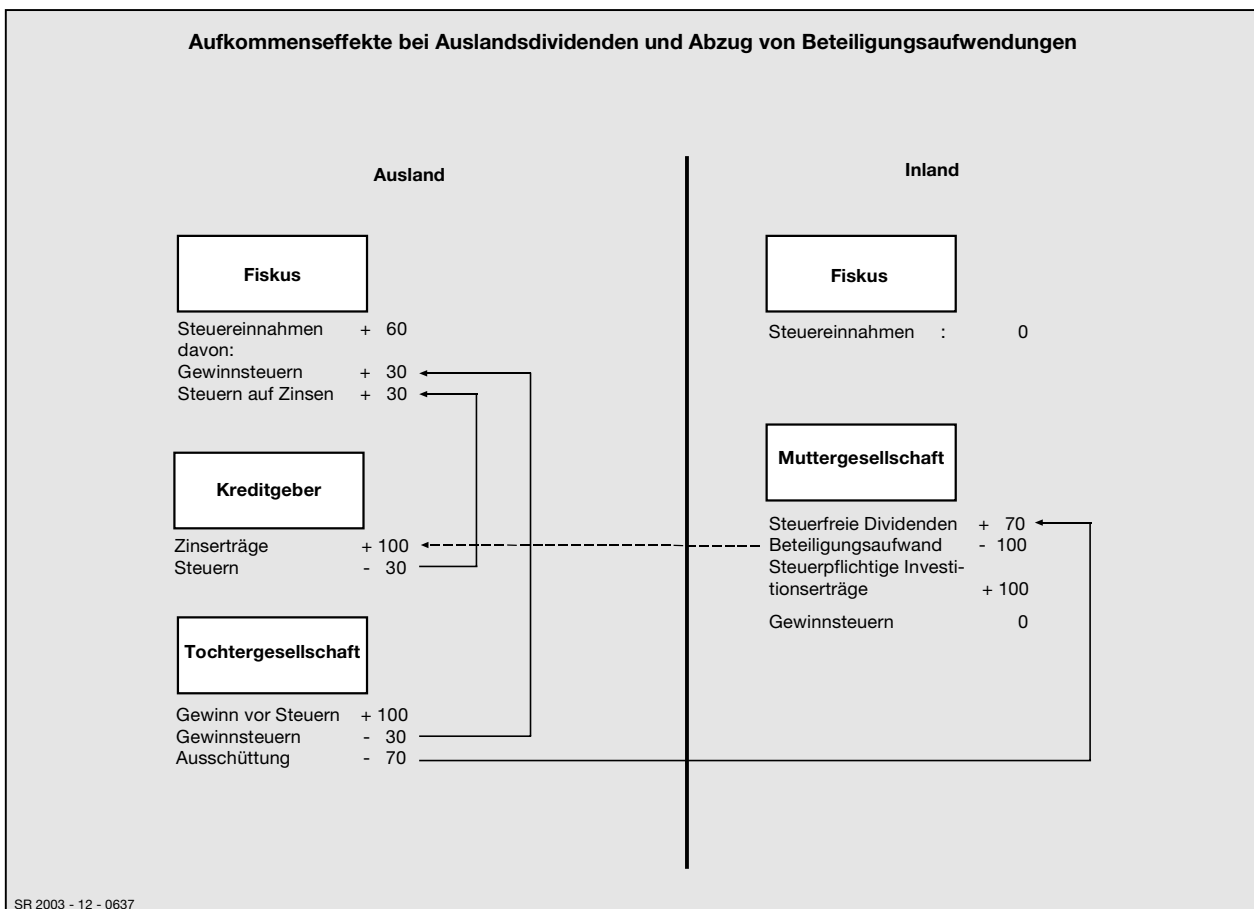 Aufkommenseffekte bei Auslandsdividenden und Abzug von Beteiligungsaufwendungen
Ausland
Fiskus
Steuereinnahmen + 60
davon:
Gewinnsteuern + 30
Steuern auf Zinsen + 30
Kreditgeber
Zinserträge + 100
Steuern - 30
Tochtergesellschaft
Gewinn vor Steuern + 100
Gewinnsteuern - 30
Ausschüttung - 70
Inland
Fiskus
Steuereinnahmen : 0
Muttergesellschaft
Steuerfreie Dividenden + 70
Beteiligungsaufwand - 100
Steuerpflichtige Investi-
tionserträge + 100
Gewinnsteuern 0
SR 2003 - 12 - 0637